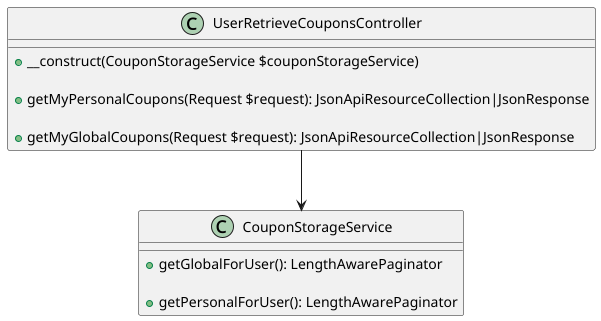 C UserRetrieveCouponsController
__construct(CouponStorageService $couponStorageService)
getMyPersonalCoupons(Request $request): JsonApiResourceCollection|JsonResponse
getMyGlobalCoupons(Request $request): JsonApiResourceCollection|JsonResponse
C CouponStorageService
getGlobalForUser(): LengthAwarePaginator
getPersonalForUser(): LengthAwarePaginator